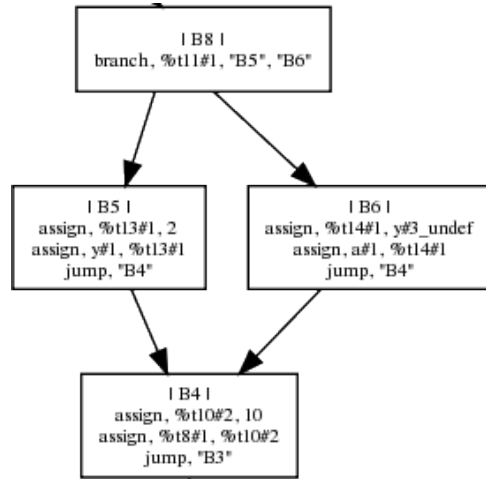 | B8 |
branch, %t11#1, "B5", "B6"
| B5 |
assign, %t13#1, 2
assign, y#1, %t13#1
jump, "B4"
| B6 |
assign, %t14#1, y#3_undef
assign, a#1, %t14#1
jump, "B4"
| B4 |
assign, %t10#2, 10
assign, %t8#1, %t10#2
jump, "B3"